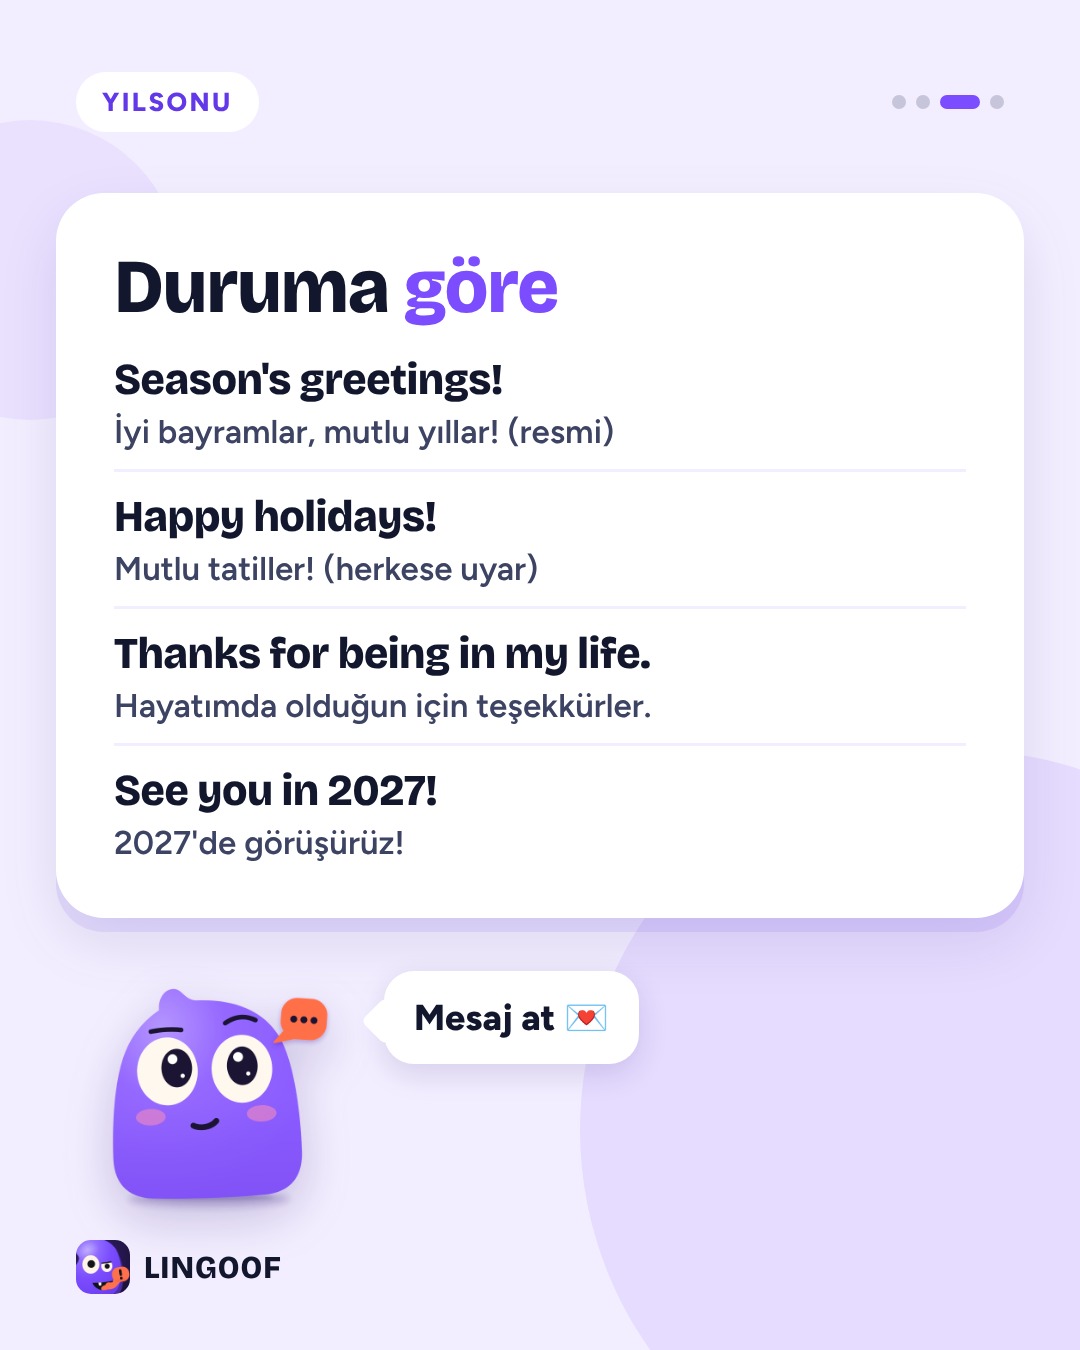 YILSONU
Duruma göre
Season's greetings!
İyi bayramlar, mutlu yıllar! (resmi)
Happy holidays!
Mutlu tatiller! (herkese uyar)
Thanks for being in my life.
Hayatımda olduğun için teşekkürler.
See you in 2027!
2027'de görüşürüz!
Mesaj at 💌
LINGOOF